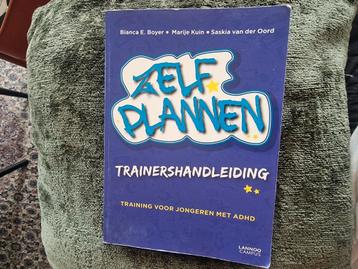 Bianca E. Boyer • Marije Kuin • Saskia van der Oord
ZELF
PLANNEN
TRAINERSHANDLEIDING
TRAINING VOOR JONGEREN MET ADHD
LANNOO
CAMPUS